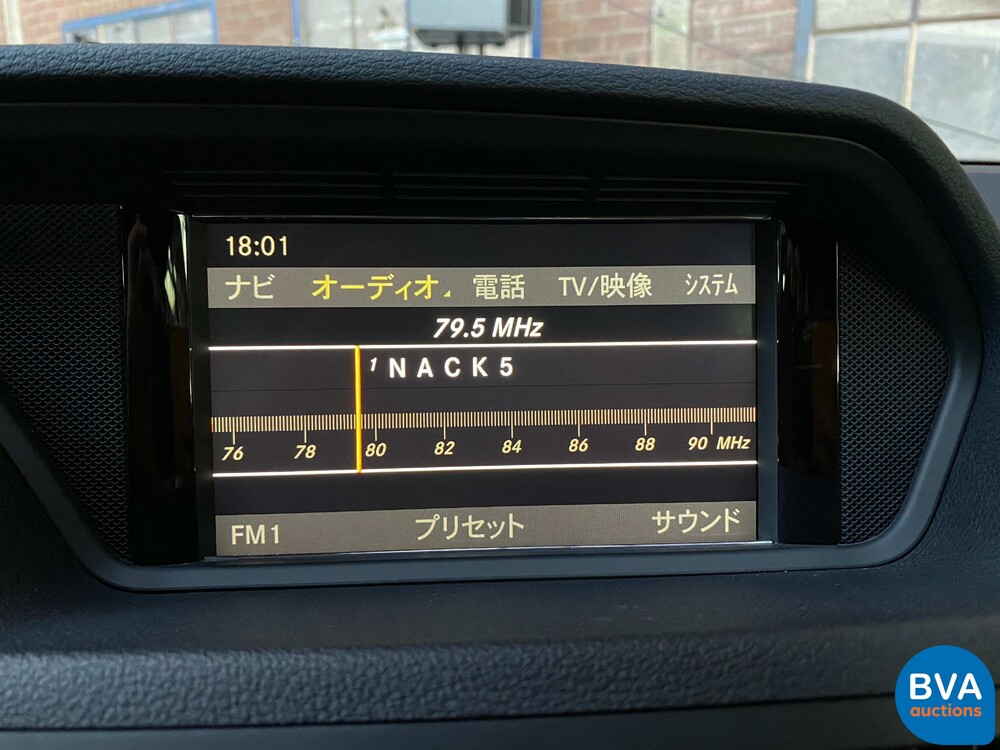 18:01
ナビ オーディオ 電話 TV/映像 システム
79.5 MHz
1 NACK5
76 78 80 82 84 86 88 90 MHz
FM1 プリセット サウンド
BVA
auctions